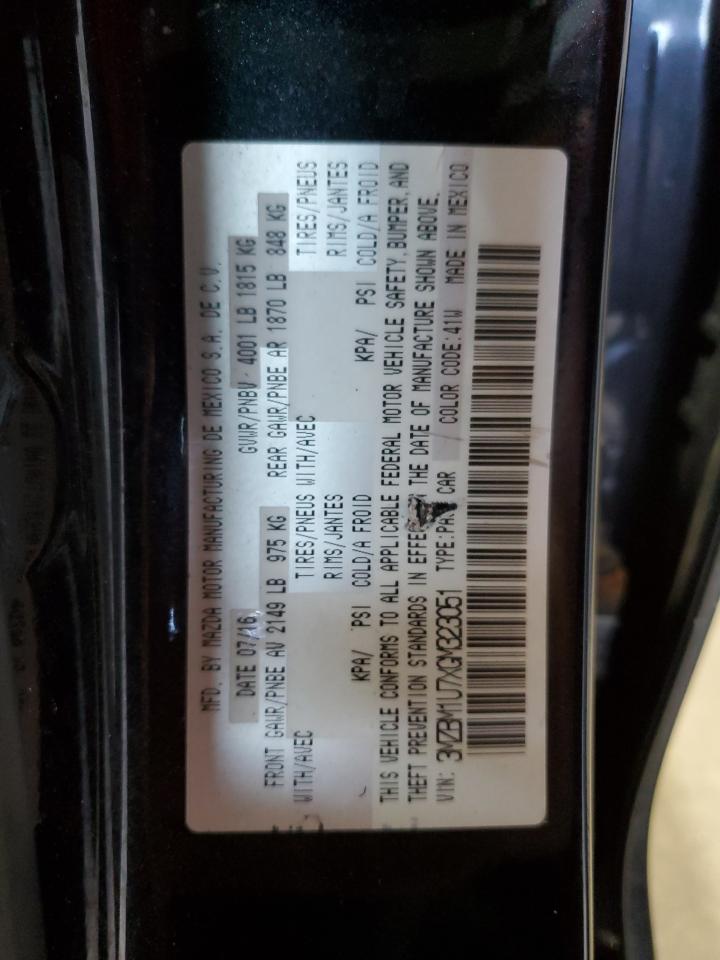 MFD. BY MAZDA MOTOR MANUFACTURING DE MEXICO S.A. DE C.V.
DATE 07/16 GVWR/PNBV 4001 LB 1815 KG
FRONT GAWR/PNBE AV 2149 LB 975 KG REAR GAWR/PNBE AR 1870 LB 848 KG
WITH/AVEC TIRES/PNEUS WITH/AVEC TIRES/PNEUS
RIMS/JANTES RIMS/JANTES
KPA/ PSI COLD/A FROID KPA/ PSI COLD/A FROID
THIS VEHICLE CONFORMS TO ALL APPLICABLE FEDERAL MOTOR VEHICLE SAFETY, BUMPER, AND
THEFT PREVENTION STANDARDS IN THE DATE OF MANUFACTURE SHOWN ABOVE.
VIN: 3MZBM1U7XGM323051 TYPE: CAR COLOR CODE:41W MADE IN MEXICO